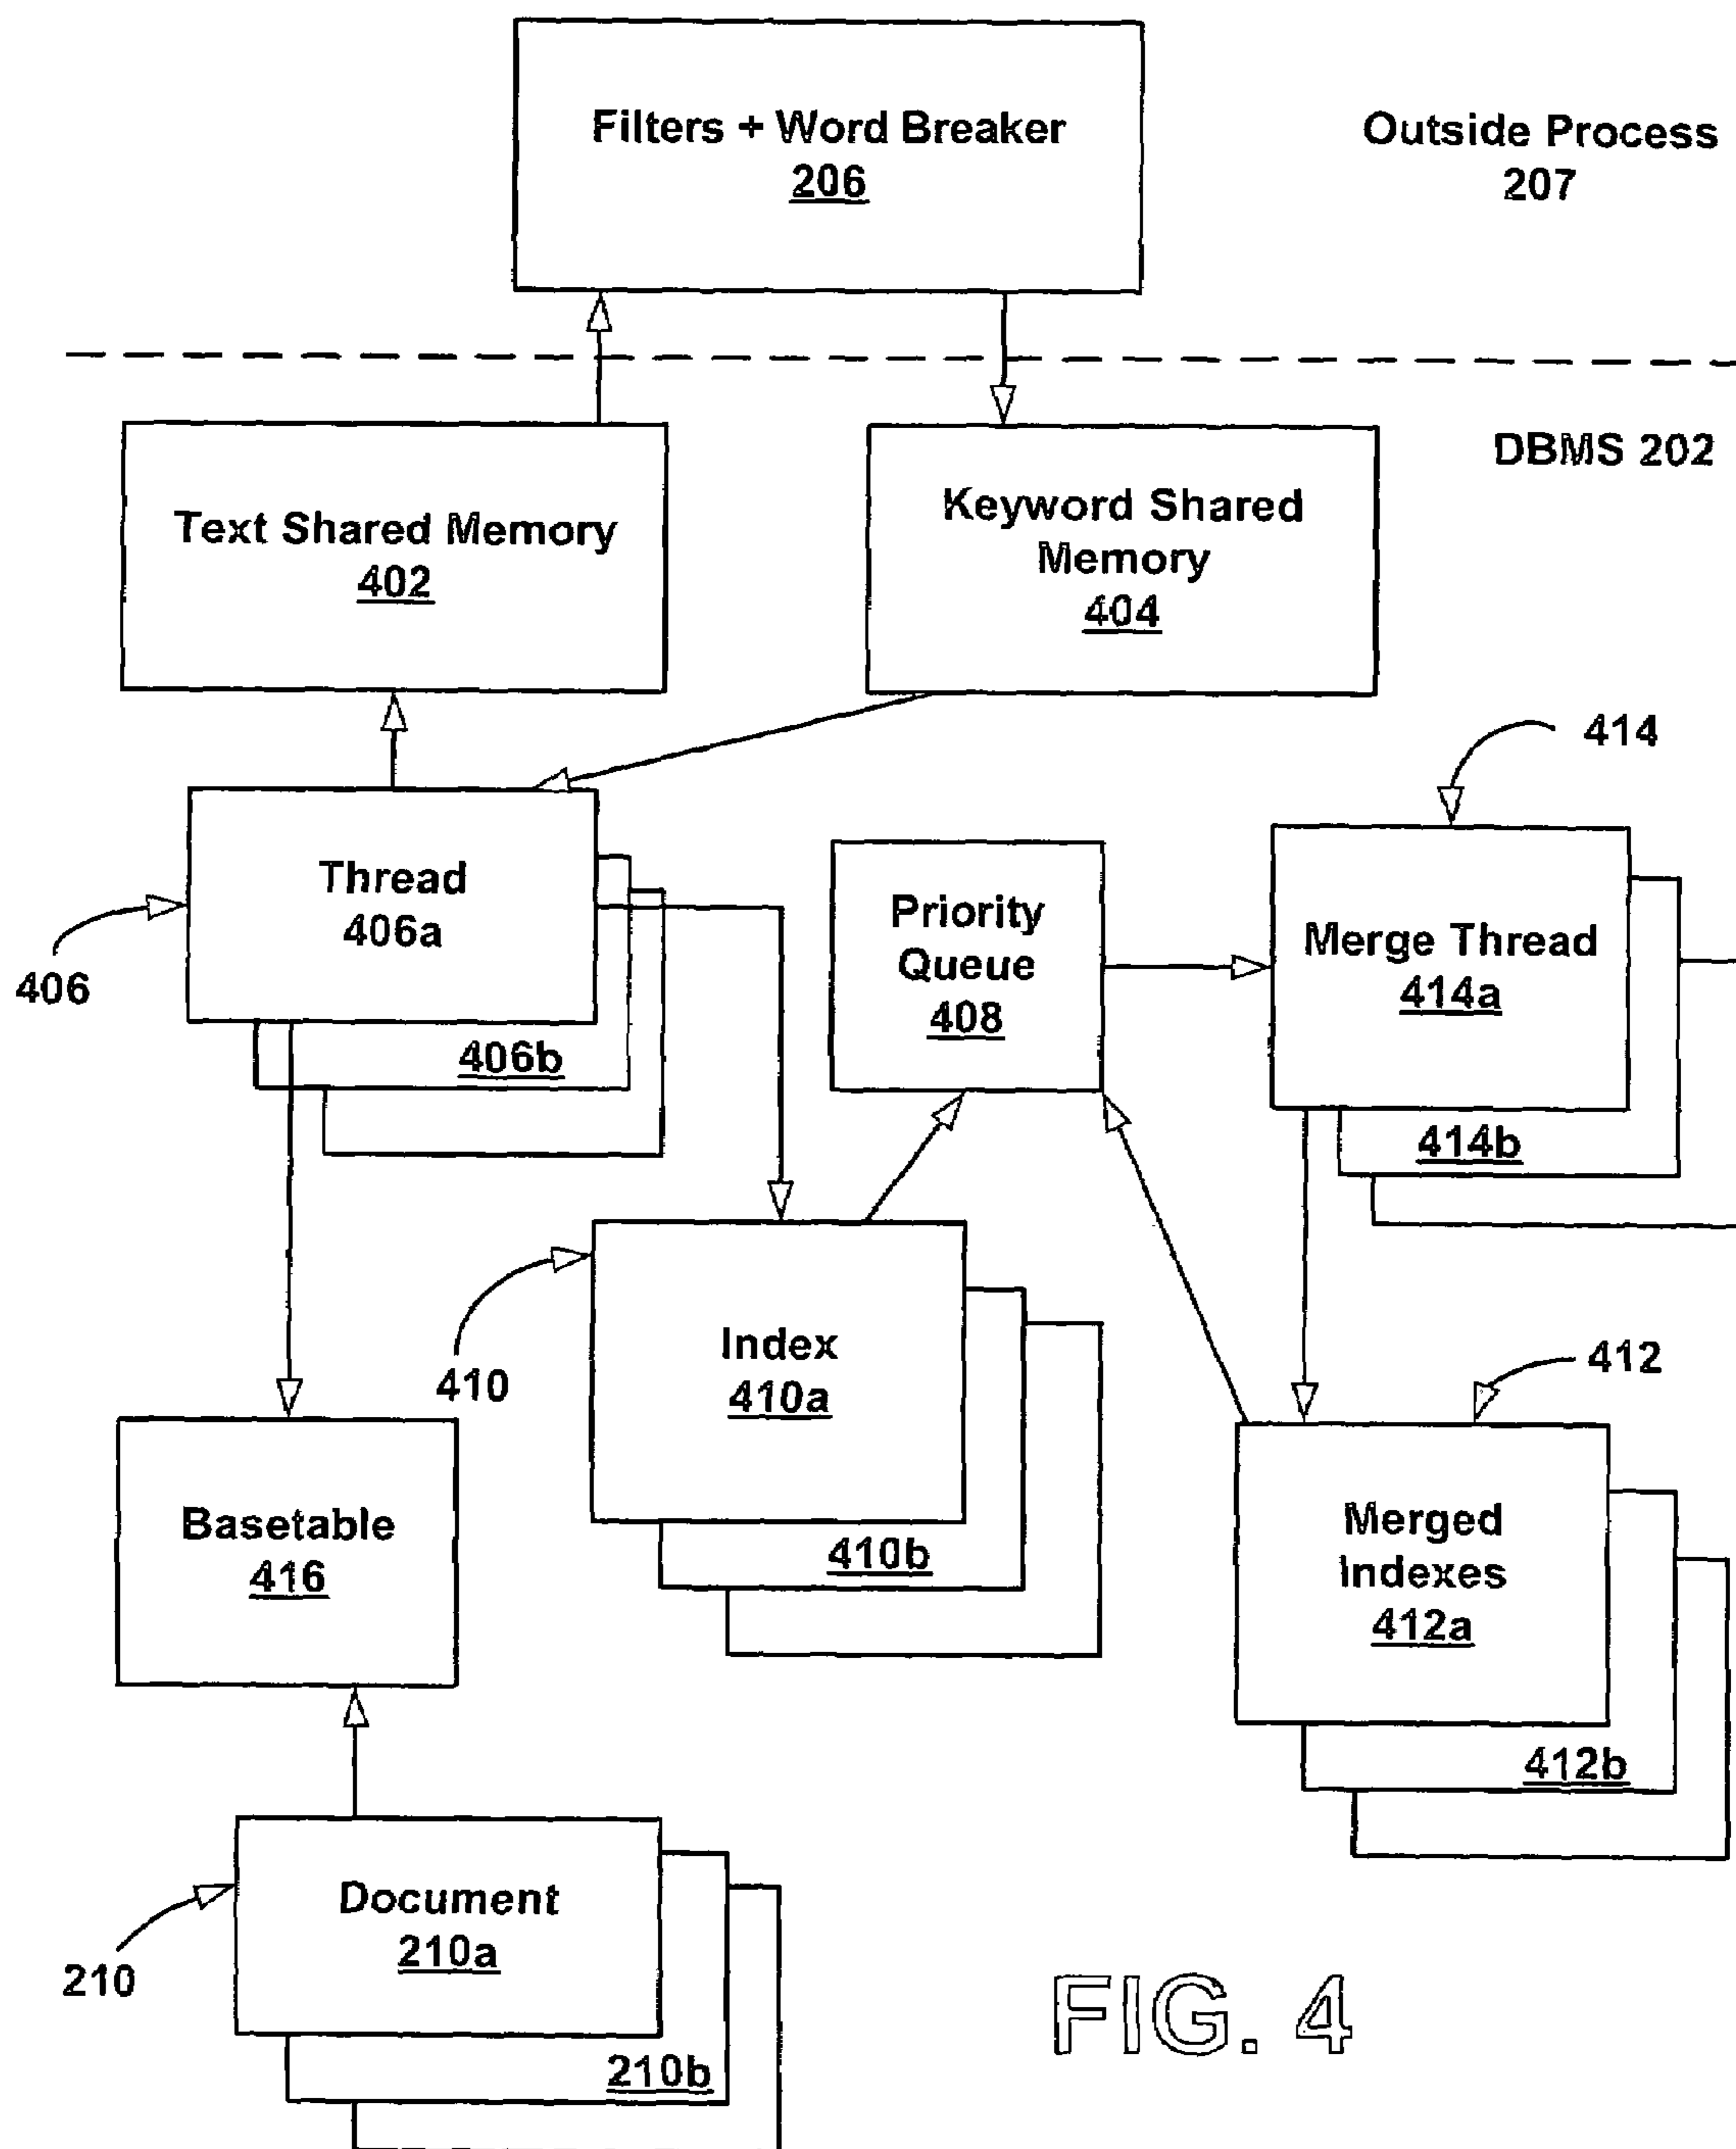 Filters + Word Breaker
206
Outside Process
207
DBMS 202
Text Shared Memory
402
Keyword Shared
Memory
404
414
Thread
406a
406
406b
Priority
Queue
408
Merge Thread
414a
414b
410
Index
410a
410b
412
Merged
Indexes
412a
412b
Basetable
416
Document
210a
210
210b
FIG. 4